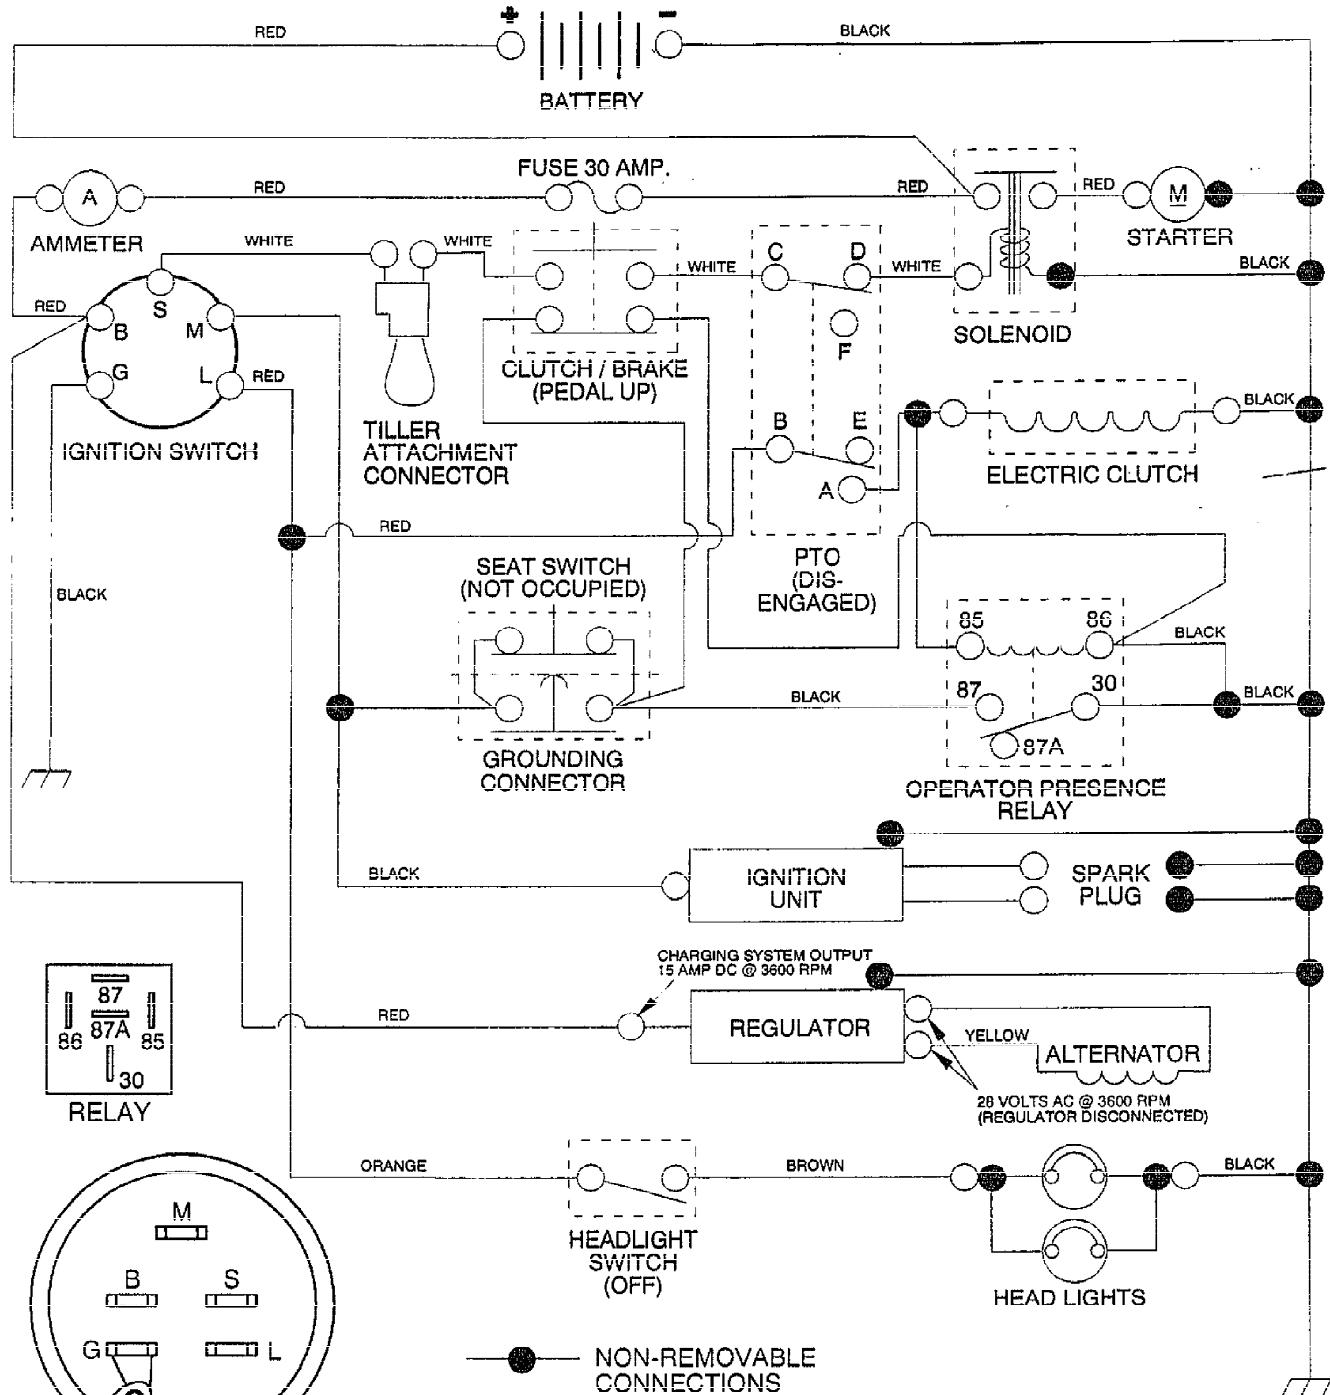 +
-
RED
BLACK
BATTERY
FUSE 30 AMP.
A
RED
RED
RED
M
AMMETER
STARTER
WHITE
WHITE
C
D
WHITE
WHITE
BLACK
RED
S
B
M
F
SOLENOID
G
L
RED
CLUTCH / BRAKE
(PEDAL UP)
BLACK
IGNITION SWITCH
TILLER
ATTACHMENT
CONNECTOR
B
E
A
ELECTRIC CLUTCH
RED
PTO
(DIS-
ENGAGED)
SEAT SWITCH
(NOT OCCUPIED)
BLACK
85
86
BLACK
87
30
BLACK
BLACK
87A
GROUNDING
CONNECTOR
OPERATOR PRESENCE
RELAY
BLACK
IGNITION
UNIT
SPARK
PLUG
CHARGING SYSTEM OUTPUT
15 AMP DC @ 3600 RPM
87
86
87A
85
30
RELAY
RED
REGULATOR
YELLOW
ALTERNATOR
28 VOLTS AC @ 3600 RPM
(REGULATOR DISCONNECTED)
ORANGE
BROWN
BLACK
HEADLIGHT
SWITCH
(OFF)
HEAD LIGHTS
M
B
S
G
L
NON-REMOVABLE
CONNECTIONS